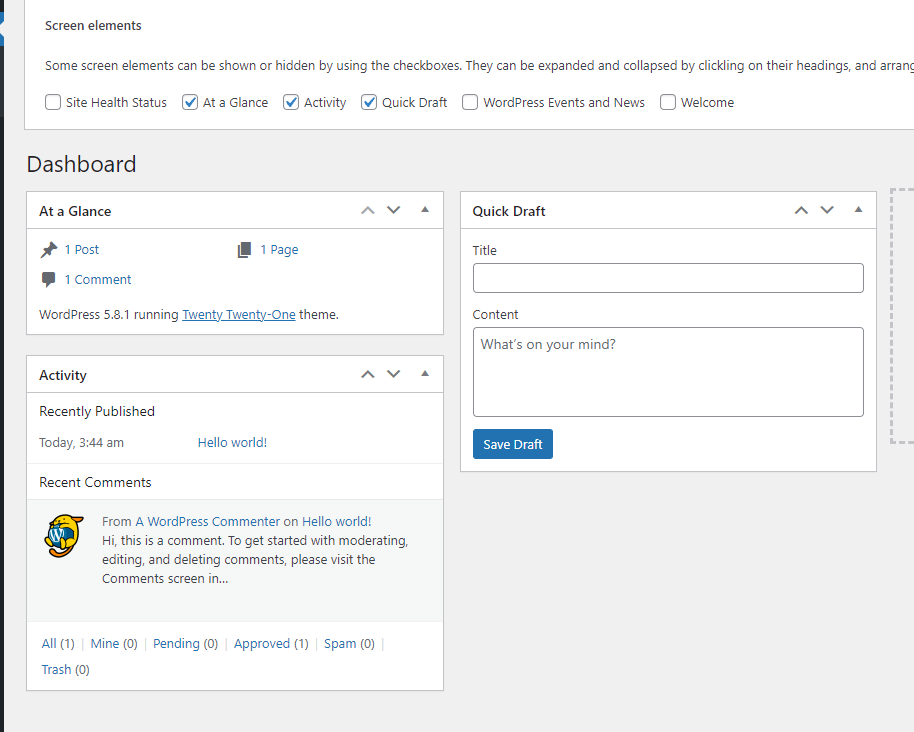 Screen elements
Some screen elements can be shown or hidden by using the checkboxes. They can be expanded and collapsed by clickling on their headings, and
Site Health Status At a Glance Activity Quick Draft WordPress Events and News Welcome
Dashboard
At a Glance
1 Post 1 Page
1 Comment
WordPress 5.8.1 running Twenty Twenty-One theme.
Activity
Recently Published
Today, 3:44 am Hello world!
Recent Comments
From A WordPress Commenter on Hello world!
Hi, this is a comment. To get started with moderating,
editing, and deleting comments, please visit the
Comments screen in…
All (1) | Mine (0) | Pending (0) | Approved (1) | Spam (0) |
Trash (0)
Quick Draft
Title
Content
What's on your mind?
Save Draft